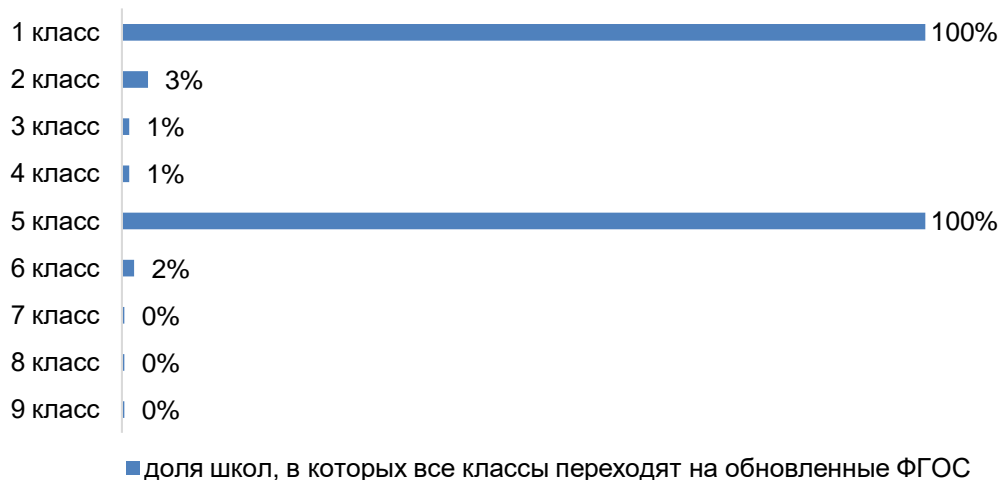 1 класс 100%
2 класс 3%
3 класс 1%
4 класс 1%
5 класс 100%
6 класс 2%
7 класс 0%
8 класс 0%
9 класс 0%
доля школ, в которых все классы переходят на обновленные ФГОС